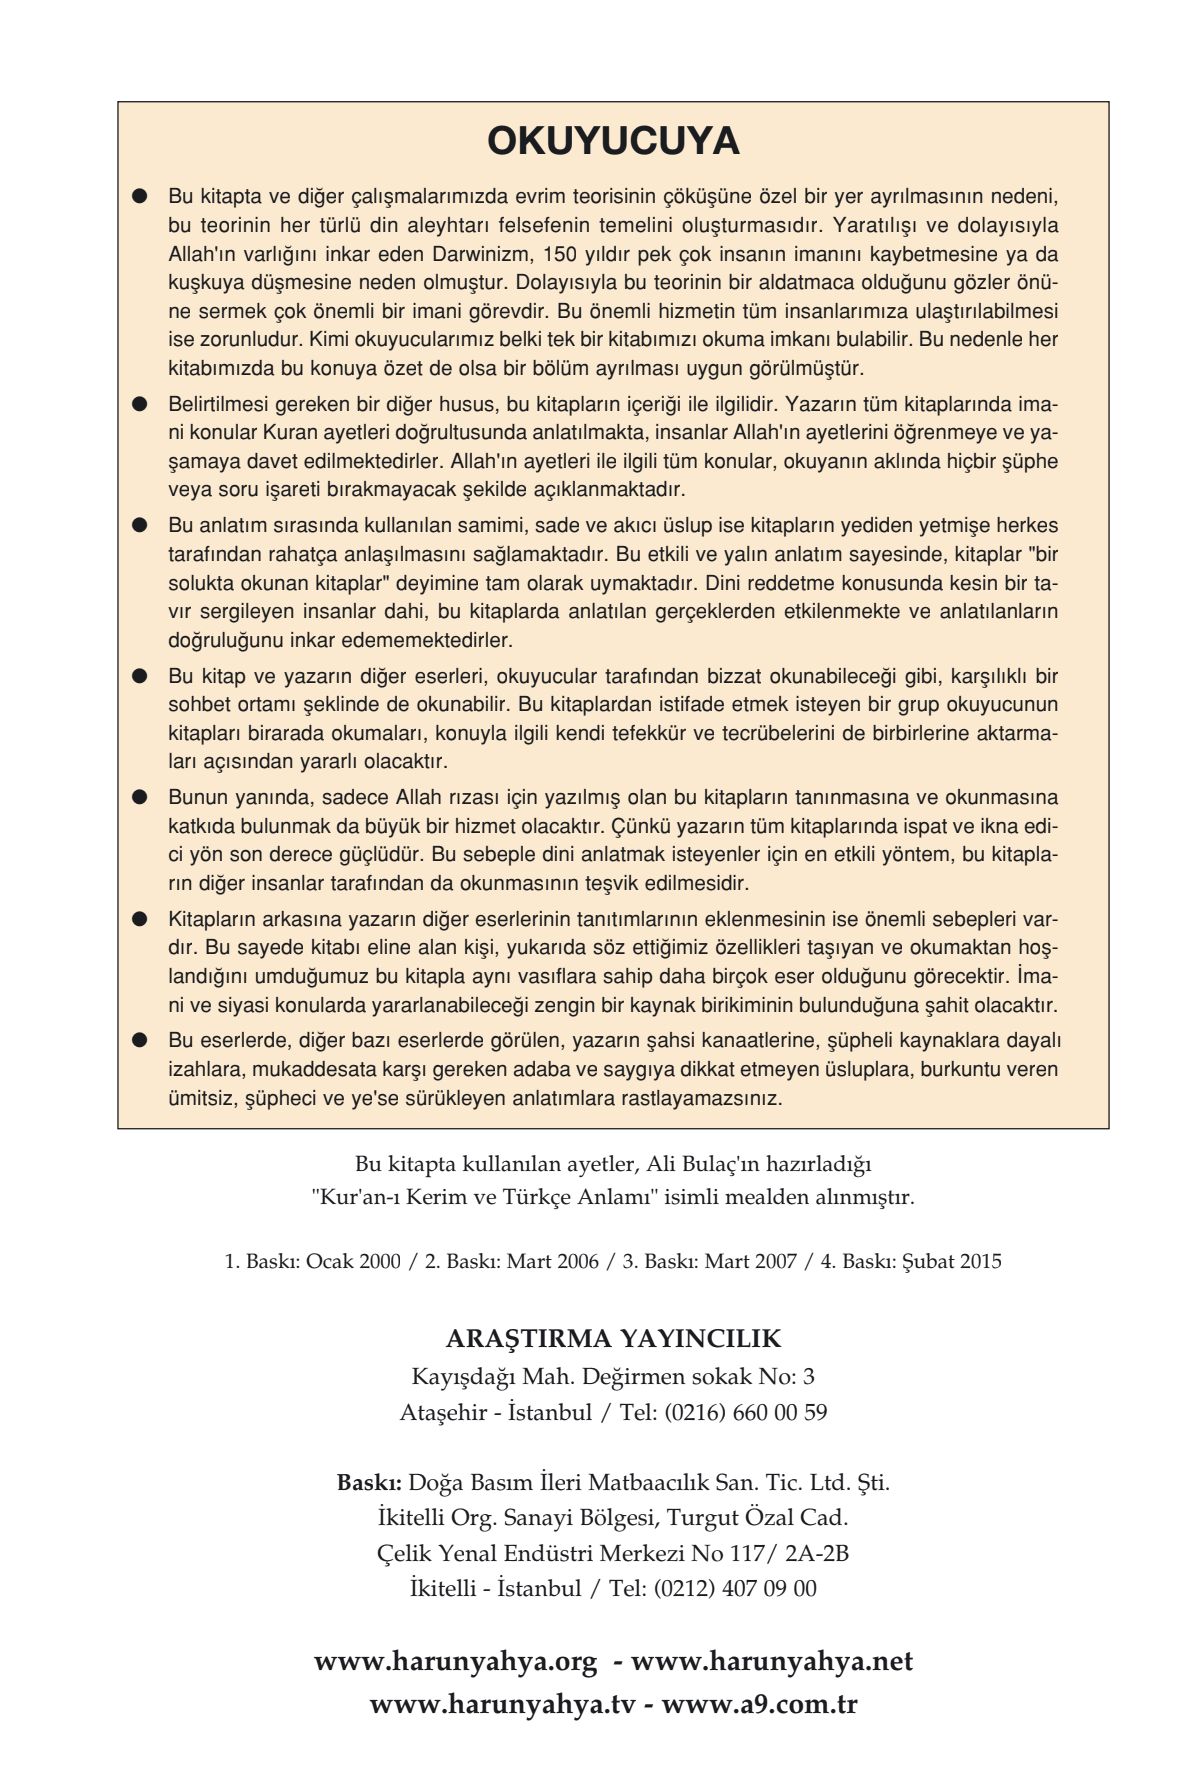 OKUYUCUYA
● Bu kitapta ve diğer çalışmalarımızda evrim teorisinin çöküşüne özel bir yer ayrılmasının nedeni,
bu teorinin her türlü din aleyhtarı felsefenin temelini oluşturmasıdır. Yaratılışı ve dolayısıyla
Allah'ın varlığını inkar eden Darwinizm, 150 yıldır pek çok insanın imanını kaybetmesine ya da
kuşkuya düşmesine neden olmuştur. Dolayısıyla bu teorinin bir aldatmaca olduğunu gözler önü-
ne sermek çok önemli bir imani görevdir. Bu önemli hizmetin tüm insanlarımıza ulaştırılabilmesi
ise zorunludur. Kimi okuyucularımız belki tek bir kitabımızı okuma imkanı bulabilir. Bu nedenle her
kitabımızda bu konuya özet de olsa bir bölüm ayrılması uygun görülmüştür.
● Belirtilmesi gereken bir diğer husus, bu kitapların içeriği ile ilgilidir. Yazarın tüm kitaplarında ima-
ni konular Kuran ayetleri doğrultusunda anlatılmakta, insanlar Allah'ın ayetlerini öğrenmeye ve ya-
şamaya davet edilmektedirler. Allah'ın ayetleri ile ilgili tüm konular, okuyanın aklında hiçbir şüphe
veya soru işareti bırakmayacak şekilde açıklanmaktadır.
● Bu anlatım sırasında kullanılan samimi, sade ve akıcı üslup ise kitapların yediden yetmişe herkes
tarafından rahatça anlaşılmasını sağlamaktadır. Bu etkili ve yalın anlatım sayesinde, kitaplar "bir
solukta okunan kitaplar" deyimine tam olarak uymaktadır. Dini reddetme konusunda kesin bir ta-
vır sergileyen insanlar dahi, bu kitaplarda anlatılan gerçeklerden etkilenmekte ve anlatılanların
doğruluğunu inkar edememektedirler.
● Bu kitap ve yazarın diğer eserleri, okuyucular tarafından bizzat okunabileceği gibi, karşılıklı bir
sohbet ortamı şeklinde de okunabilir. Bu kitaplardan istifade etmek isteyen bir grup okuyucunun
kitapları birarada okumaları, konuyla ilgili kendi tefekkür ve tecrübelerini de birbirlerine aktarma-
ları açısından yararlı olacaktır.
● Bunun yanında, sadece Allah rızası için yazılmış olan bu kitapların tanınmasına ve okunmasına
katkıda bulunmak da büyük bir hizmet olacaktır. Çünkü yazarın tüm kitaplarında ispat ve ikna edi-
ci yön son derece güçlüdür. Bu sebeple dini anlatmak isteyenler için en etkili yöntem, bu kitapla-
rın diğer insanlar tarafından da okunmasının teşvik edilmesidir.
● Kitapların arkasına yazarın diğer eserlerinin tanıtımlarının eklenmesinin ise önemli sebepleri var-
dır. Bu sayede kitabı eline alan kişi, yukarıda söz ettiğimiz özellikleri taşıyan ve okumaktan hoş-
landığını umduğumuz bu kitapla aynı vasıflara sahip daha birçok eser olduğunu görecektir. İma-
ni ve siyasi konularda yararlanabileceği zengin bir kaynak birikiminin bulunduğuna şahit olacaktır.
● Bu eserlerde, diğer bazı eserlerde görülen, yazarın şahsi kanaatlerine, şüpheli kaynaklara dayalı
izahlara, mukaddesata karşı gereken adaba ve saygıya dikkat etmeyen üsluplara, burkuntu veren
ümitsiz, şüpheci ve ye'se sürükleyen anlatımlara rastlayamazsınız.
Bu kitapta kullanılan ayetler, Ali Bulaç'ın hazırladığı
"Kur'an-ı Kerim ve Türkçe Anlamı" isimli mealden alınmıştır.
1. Baskı: Ocak 2000 / 2. Baskı: Mart 2006 / 3. Baskı: Mart 2007 / 4. Baskı: Şubat 2015
ARAŞTIRMA YAYINCILIK
Kayışdağı Mah. Değirmen sokak No: 3
Ataşehir - İstanbul / Tel: (0216) 660 00 59
Baskı: Doğa Basım İleri Matbaacılık San. Tic. Ltd. Şti.
İkitelli Org. Sanayi Bölgesi, Turgut Özal Cad.
Çelik Yenal Endüstri Merkezi No 117/ 2A-2B
İkitelli - İstanbul / Tel: (0212) 407 09 00
www.harunyahya.org - www.harunyahya.net
www.harunyahya.tv - www.a9.com.tr